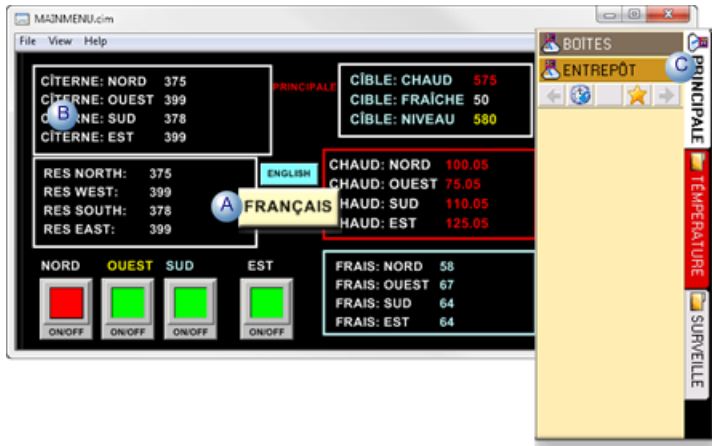 MAINMENU.cim
File View Help
CÎTERNE: NORD 375
CÎTERNE: OUEST 399
RNE: SUD 378
CÎTERNE: EST 399
B
PRINCIPALE
CÎBLE: CHAUD 575
CIBLE: FRAÎCHE 50
CÎBLE: NIVEAU 580
RES NORTH: 375
RES WEST: 399
RES SOUTH: 378
RES EAST: 399
ENGLISH
A
FRANÇAIS
CHAUD: NORD 100.05
CHAUD: OUEST 75.05
HAUD: SUD 110.05
HAUD: EST 125.05
NORD OUEST SUD EST
ON/OFF ON/OFF ON/OFF ON/OFF
FRAIS: NORD 58
FRAIS: OUEST 67
FRAIS: SUD 64
FRAIS: EST 64
BOÎTES
ENTREPÔT
C
PRINCIPALE
TÉMPERATURE
SURVEILLE